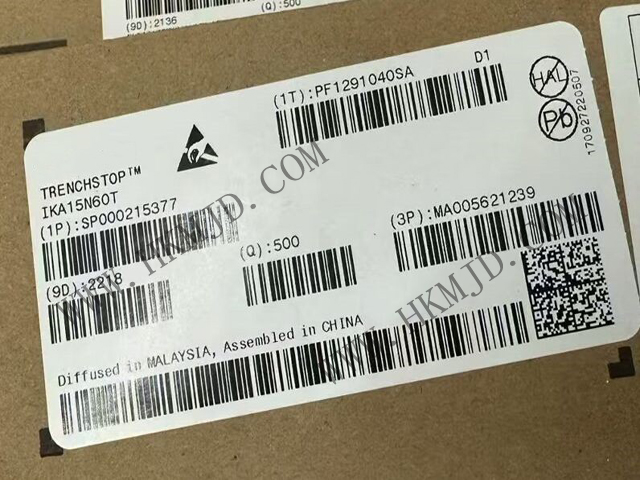 (9D):2136
(Q):500
TRENCHSTOP™
IKA15N60T
(1P):SP000215377
(1T):PF1291040SA
D1
HAL
Pb
170927220507
(9D):2218
(Q):500
(3P):MA005621239
Diffused in MALAYSIA, Assembled in CHINA
WWW.HKMJD.COM
WWW.HKMJD.COM